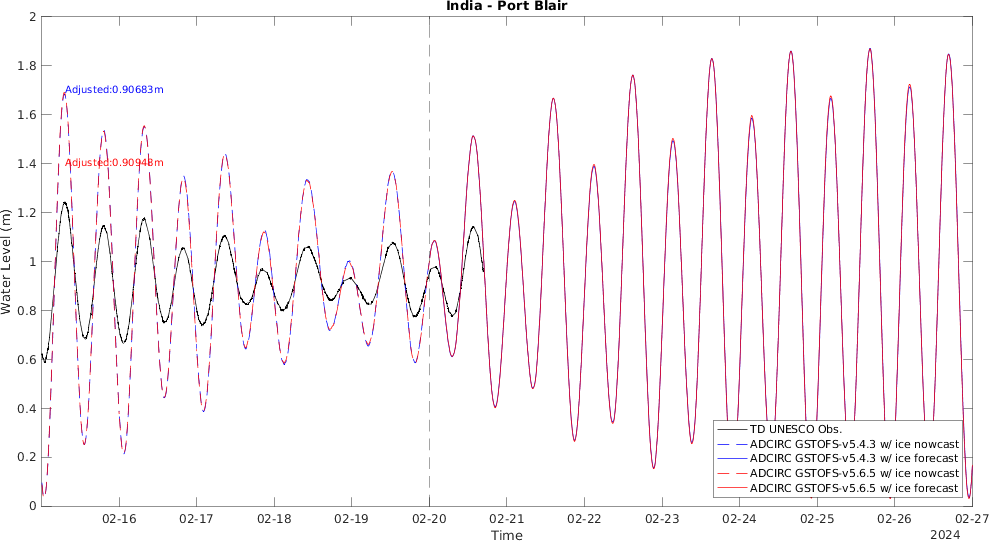 India - Port Blair
2
1.8
1.6
1.4
1.2
1
0.8
0.6
0.4
0.2
0
Water Level (m)
Adjusted:0.90683m
Adjusted:0.90948m
TD UNESCO Obs.
ADCIRC GSTOFS-v5.4.3 w/ ice nowcast
ADCIRC GSTOFS-v5.4.3 w/ ice forecast
ADCIRC GSTOFS-v5.6.5 w/ ice nowcast
ADCIRC GSTOFS-v5.6.5 w/ ice forecast
02-16 02-17 02-18 02-19 02-20 02-21 02-22 02-23 02-24 02-25 02-26 02-27
Time
2024